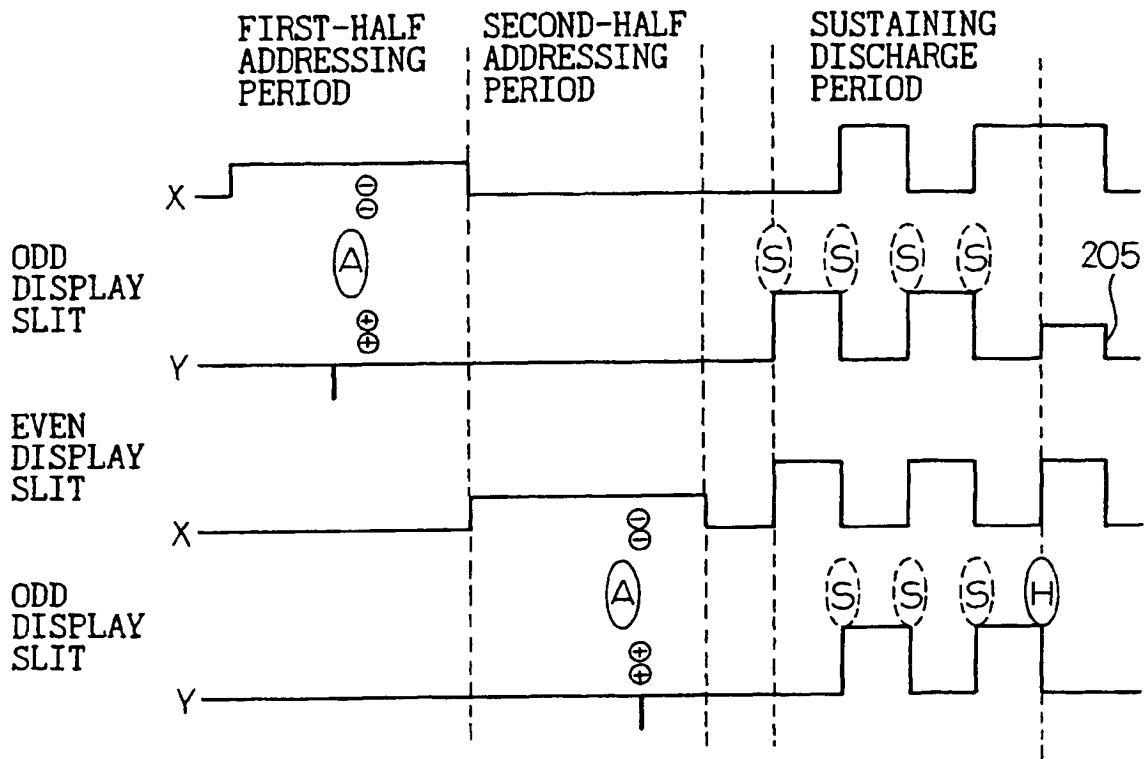 FIRST-HALF ADDRESSING PERIOD
SECOND-HALF ADDRESSING PERIOD
SUSTAINING DISCHARGE PERIOD
X
⊖
⊖
ODD DISPLAY SLIT
A
S S S S
205
⊕
⊕
Y
EVEN DISPLAY SLIT
X
⊖
⊖
ODD DISPLAY SLIT
A
S S S H
⊕
⊕
Y